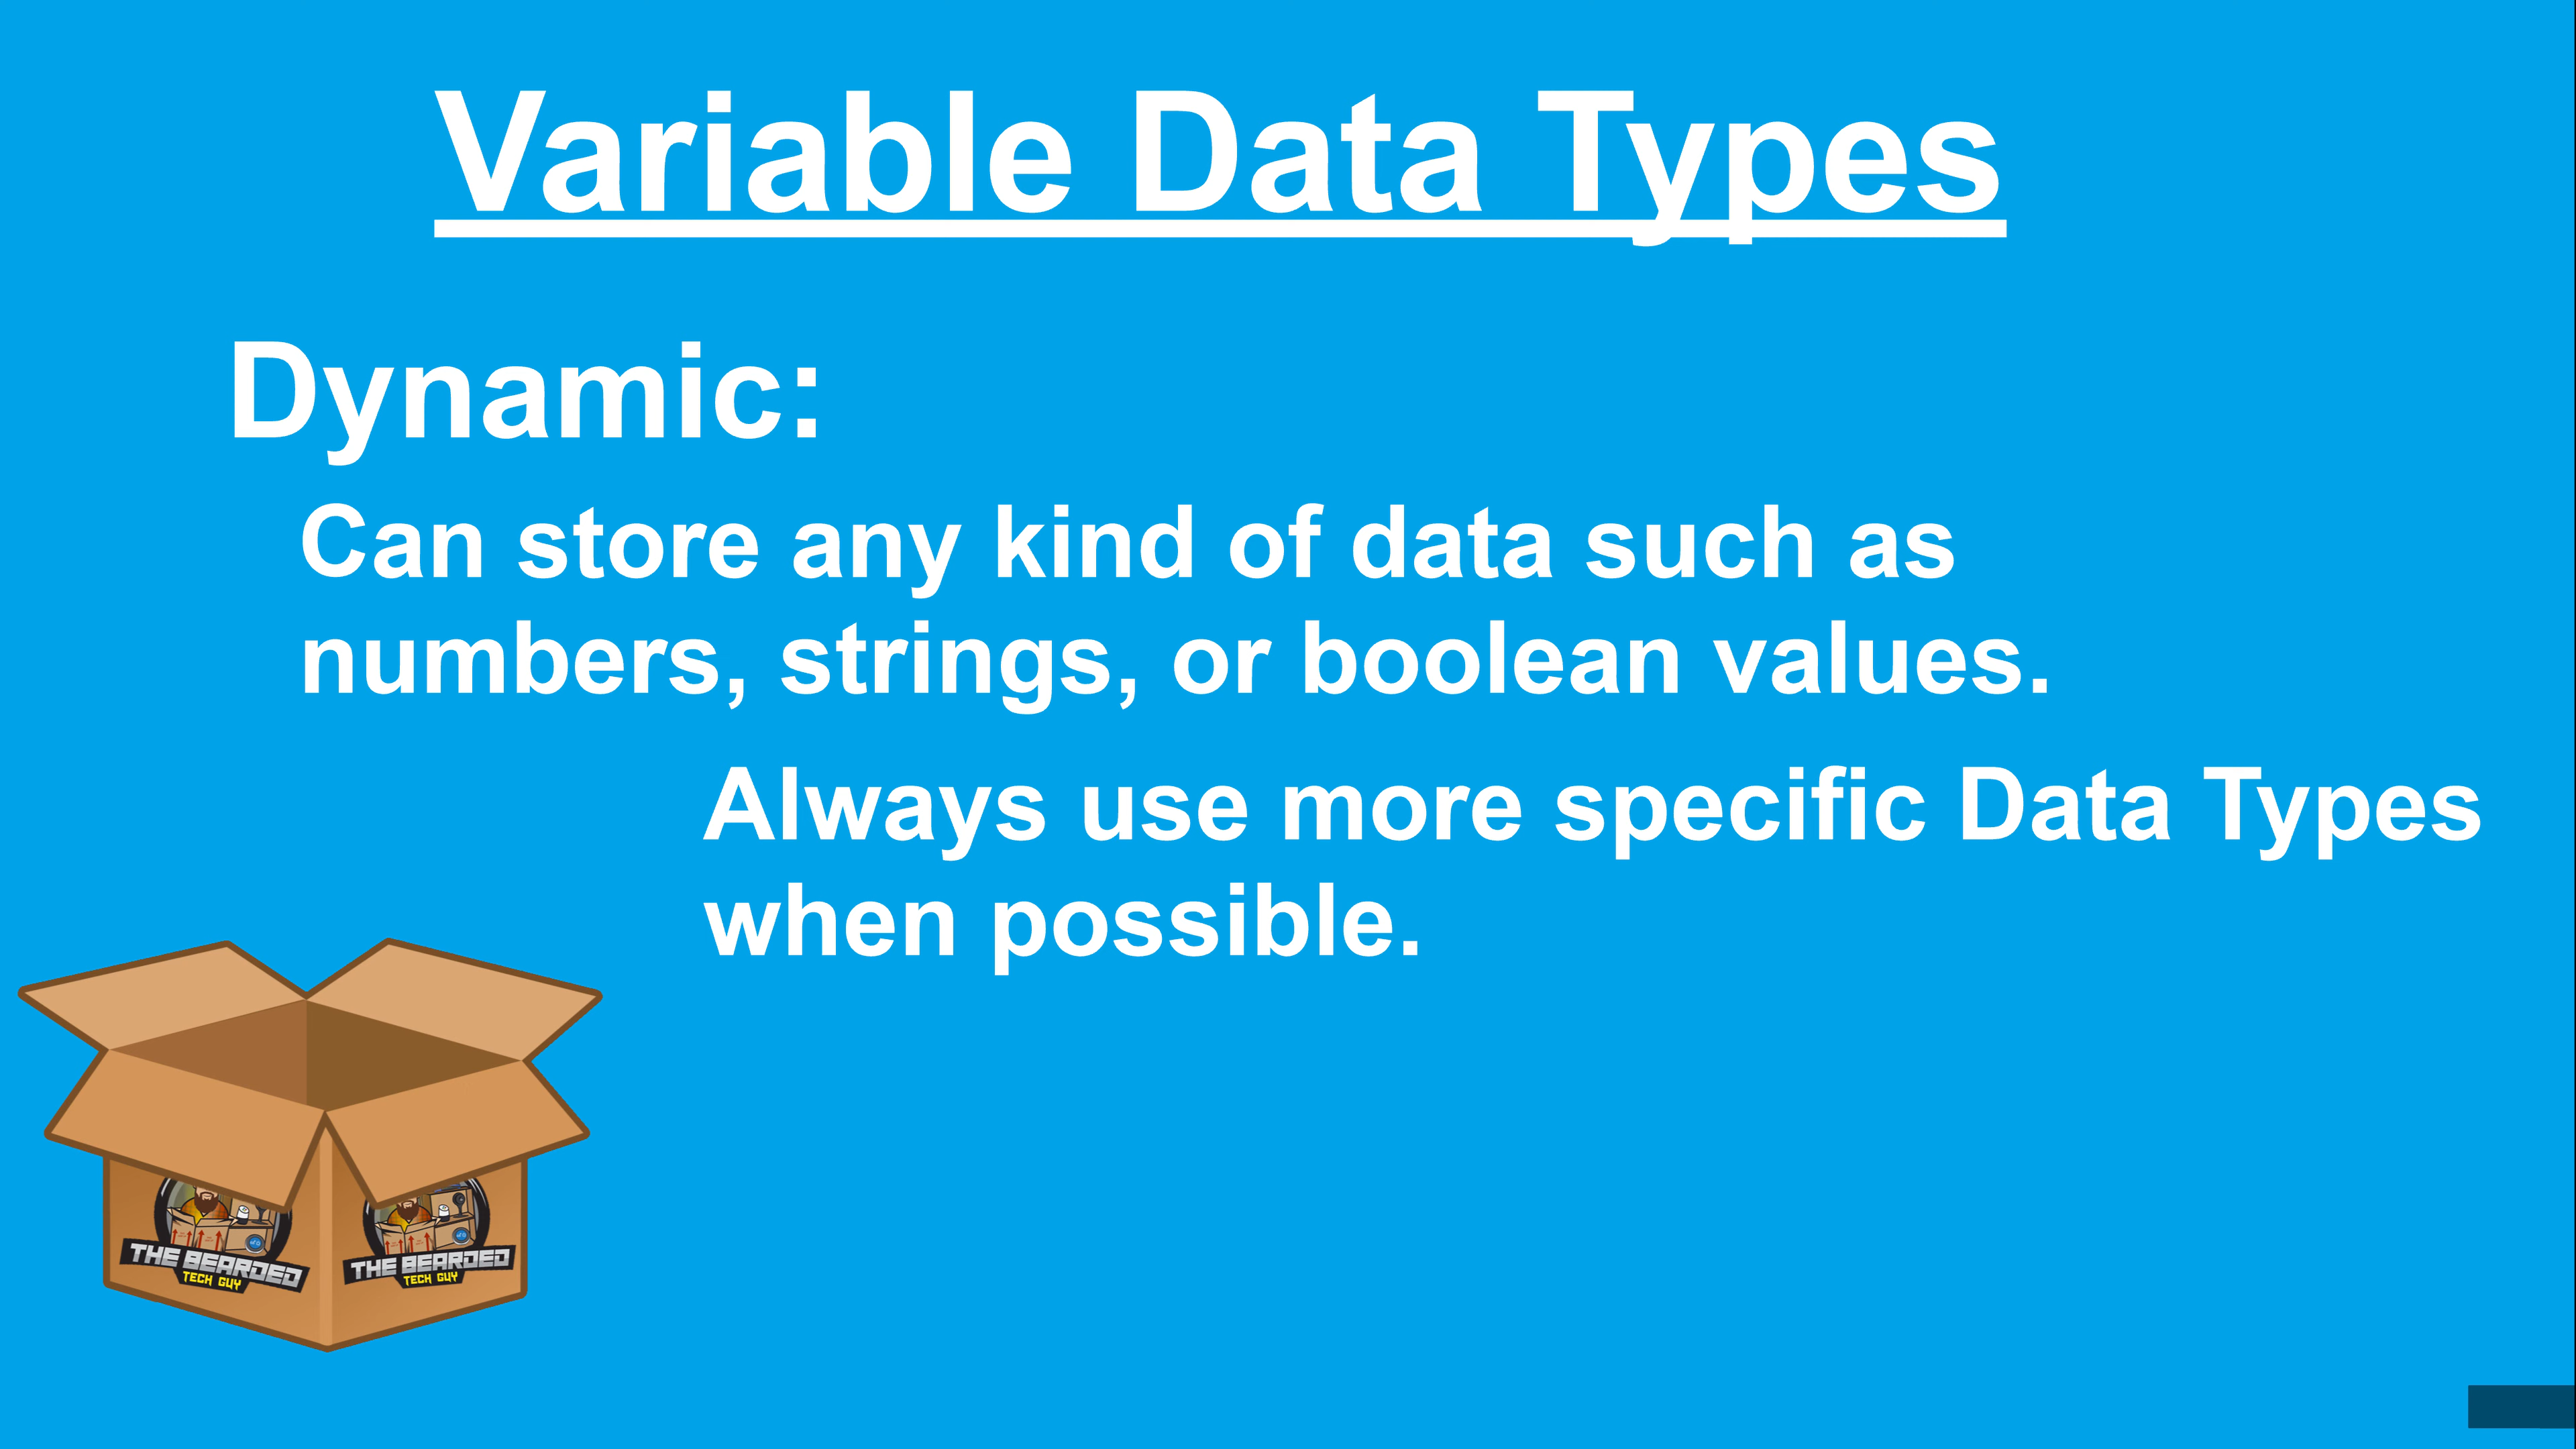 Variable Data Types
Dynamic:
Can store any kind of data such as
numbers, strings, or boolean values.
Always use more specific Data Types
when possible.
THE BEARDED
TECH GUY
THE BEARDED
TECH GUY